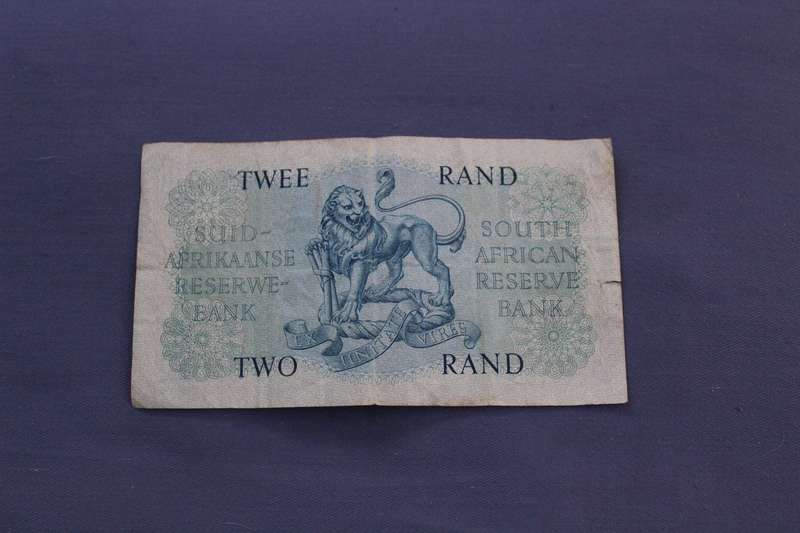 TWEE RAND
SUID-
AFRIKAANSE
RESERWE-
BANK
SOUTH
AFRICAN
RESERVE
BANK
EX UNITATE VIRES
TWO RAND